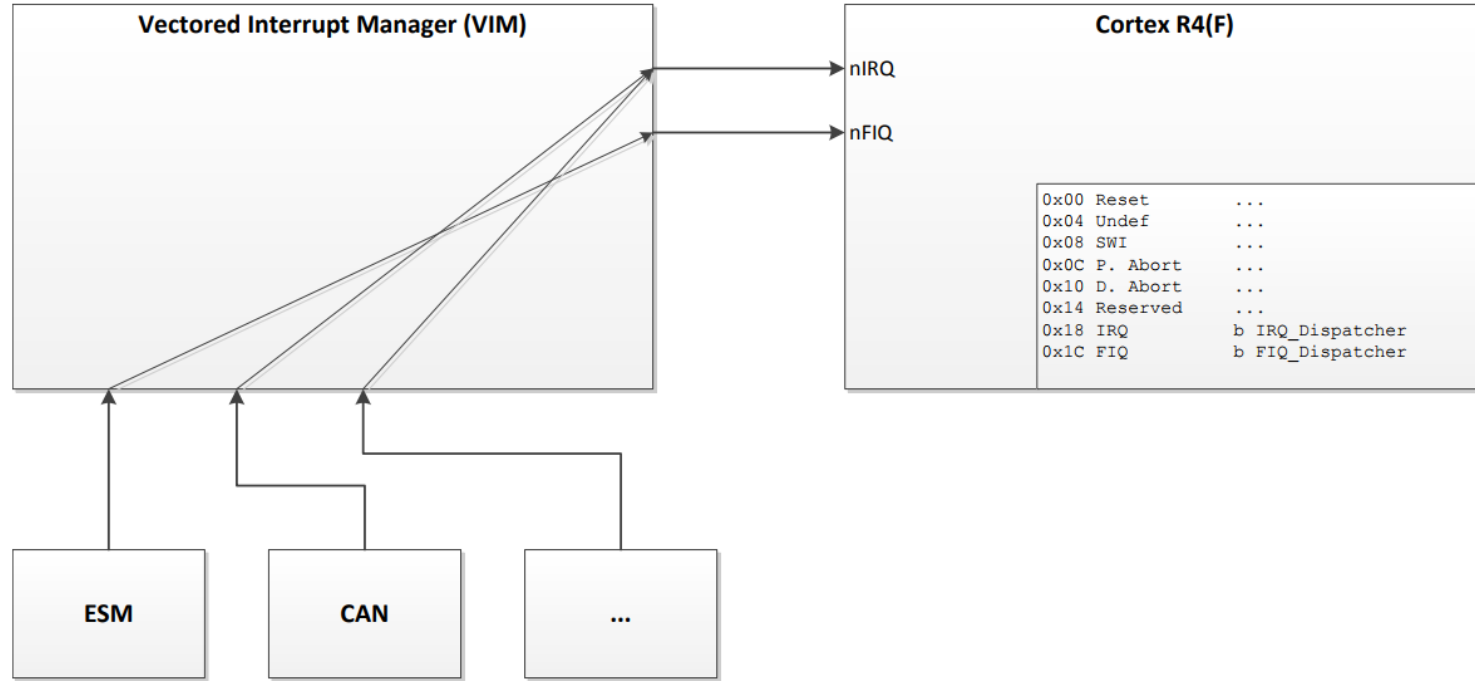 Vectored Interrupt Manager (VIM)
Cortex R4(F)
nIRQ
nFIQ
0x00 Reset ...
0x04 Undef ...
0x08 SWI ...
0x0C P. Abort ...
0x10 D. Abort ...
0x14 Reserved ...
0x18 IRQ b IRQ_Dispatcher
0x1C FIQ b FIQ_Dispatcher
ESM
CAN
...